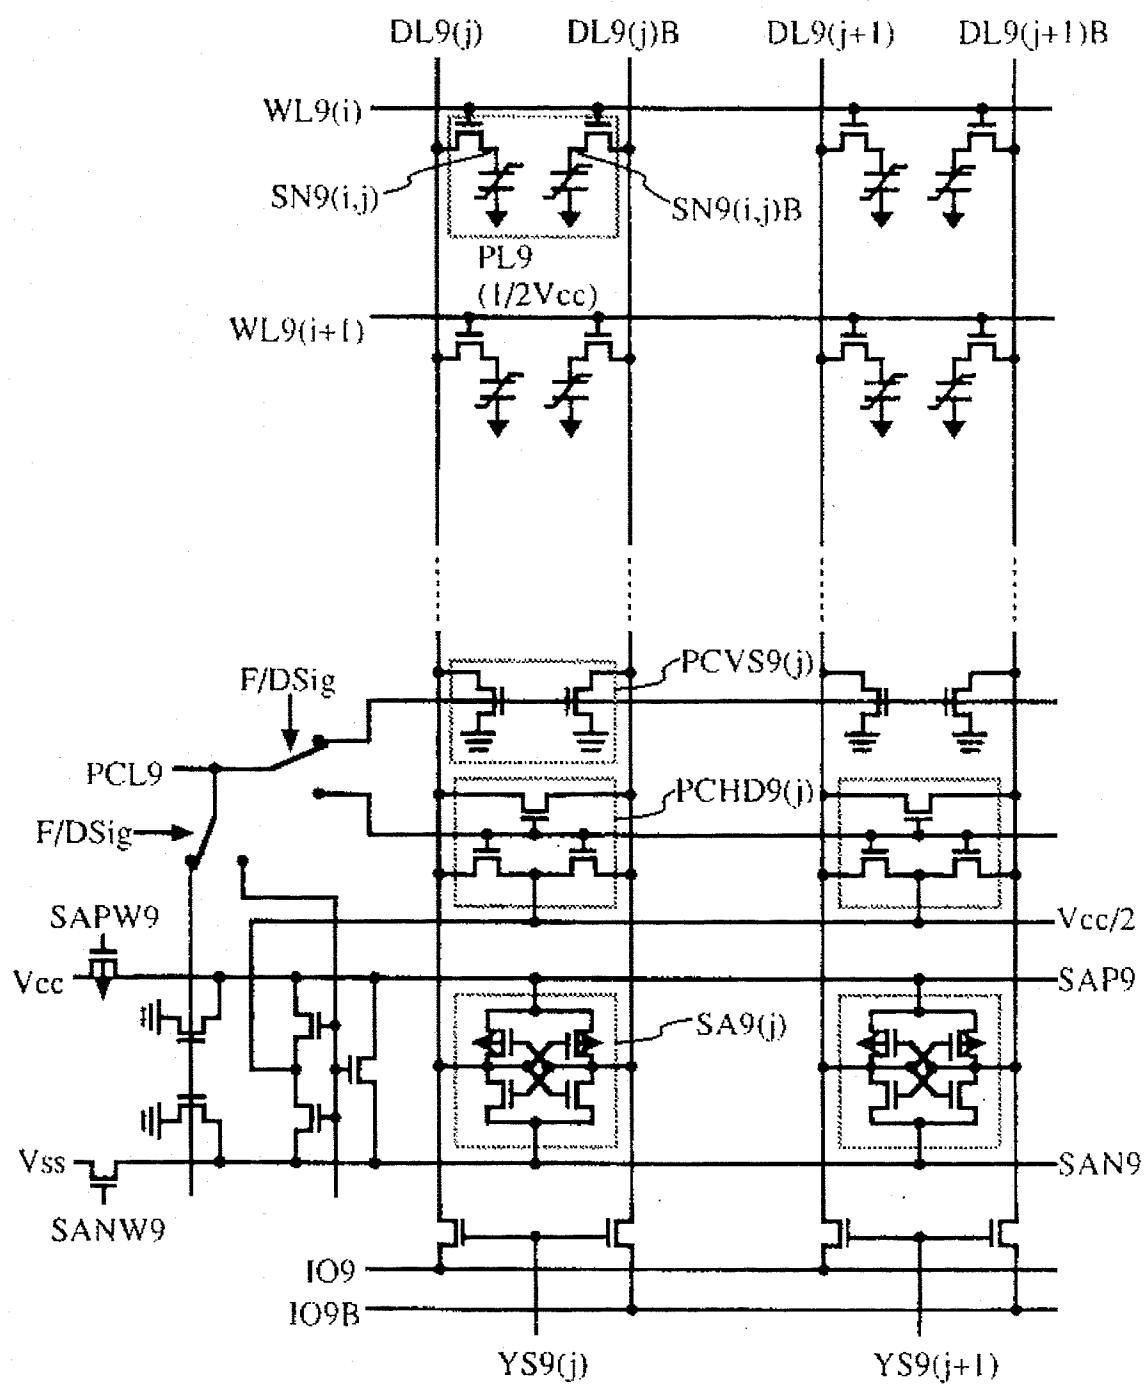 DL9(j) DL9(j)B DL9(j+1) DL9(j+1)B
WL9(i)
SN9(i,j) SN9(i,j)B
PL9
(1/2Vcc)
WL9(i+1)
PCVS9(j)
F/DSig
PCL9
PCHD9(j)
F/DSig
SAPW9
Vcc/2
Vcc SAP9
SA9(j)
Vss SAN9
SANW9
IO9
IO9B
YS9(j) YS9(j+1)